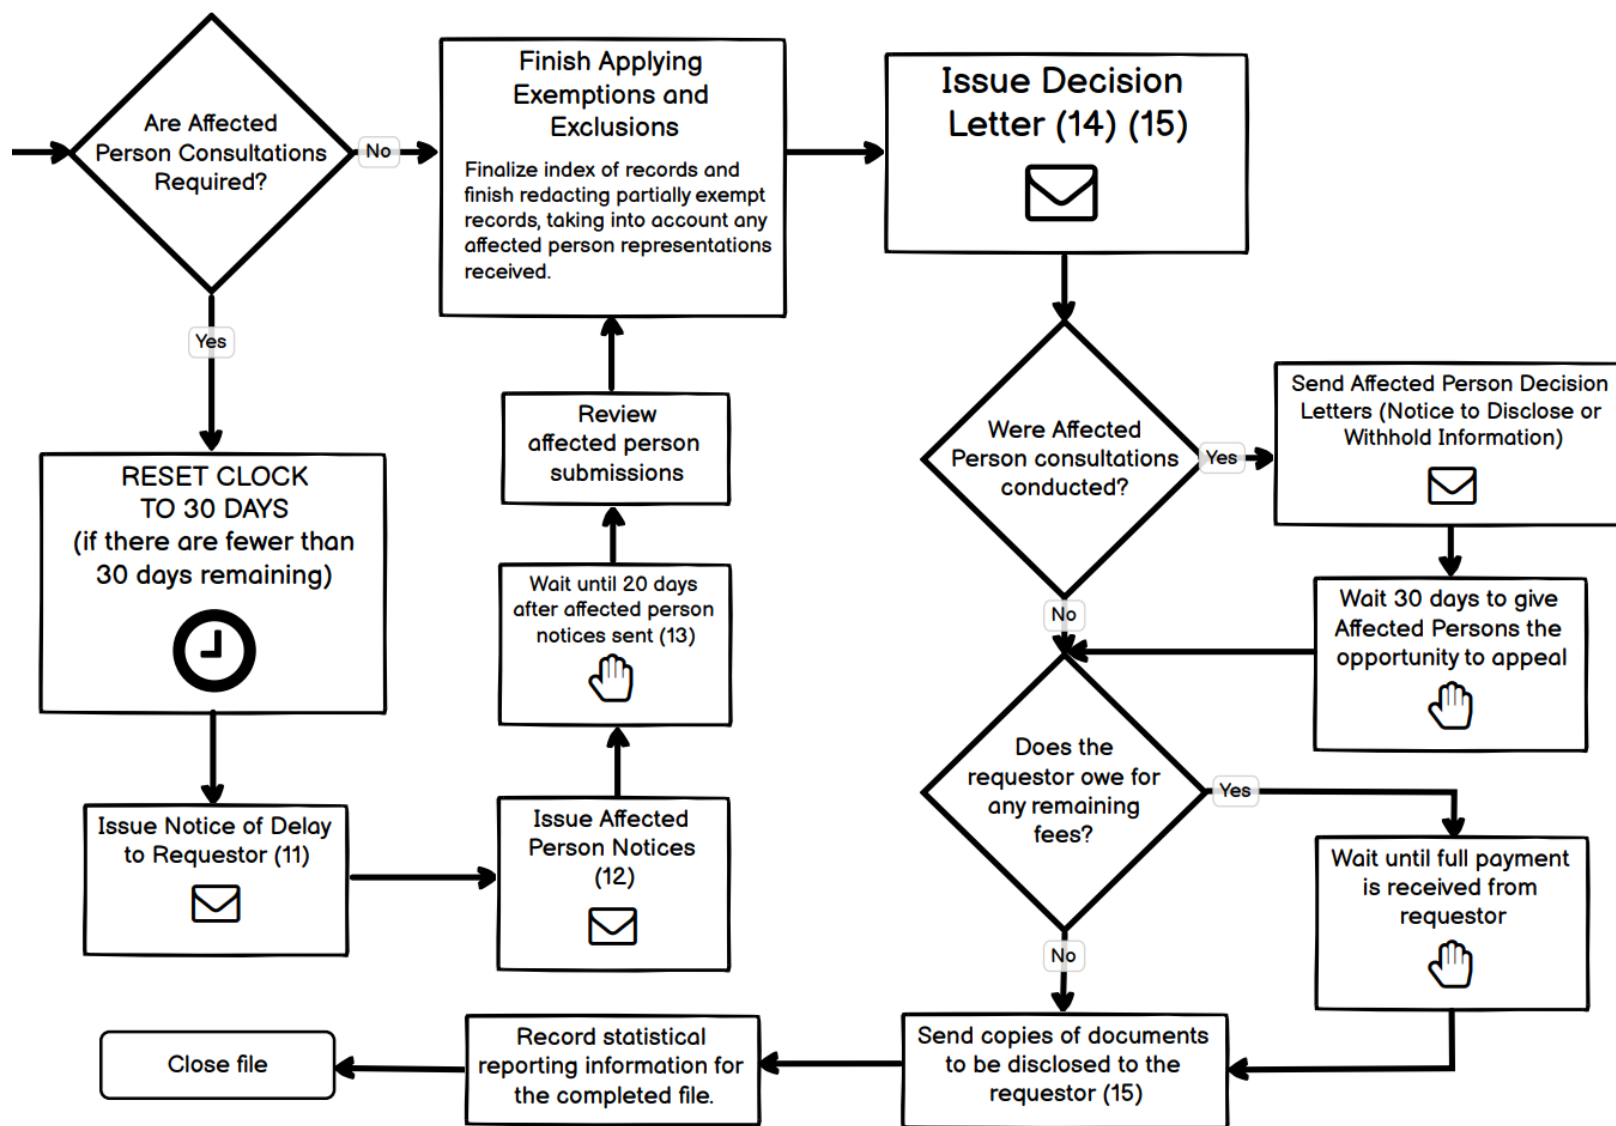 Are Affected
Person Consultations
Required?
No
Finish Applying
Exemptions and
Exclusions
Finalize index of records and
finish redacting partially exempt
records, taking into account any
affected person representations
received.
Issue Decision
Letter (14) (15)
Yes
RESET CLOCK
TO 30 DAYS
(if there are fewer than
30 days remaining)
Issue Notice of Delay
to Requestor (11)
Issue Affected
Person Notices
(12)
Wait until 20 days
after affected person
notices sent (13)
Review
affected person
submissions
Were Affected
Person consultations
conducted?
Yes
Send Affected Person Decision
Letters (Notice to Disclose or
Withhold Information)
Wait 30 days to give
Affected Persons the
opportunity to appeal
No
Does the
requestor owe for
any remaining
fees?
Yes
Wait until full payment
is received from
requestor
No
Send copies of documents
to be disclosed to the
requestor (15)
Record statistical
reporting information for
the completed file.
Close file